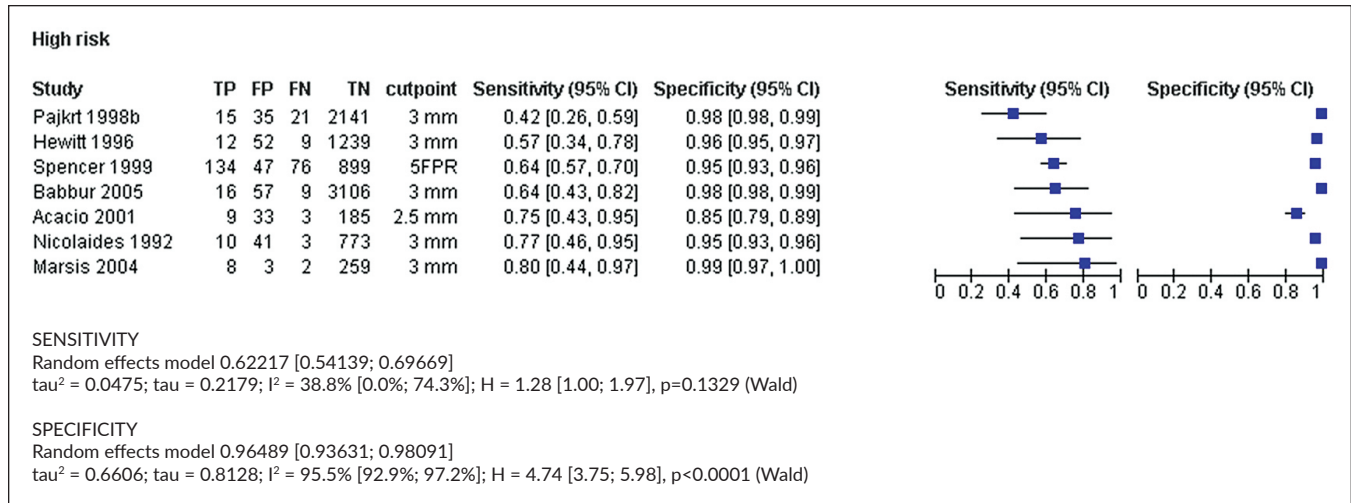 High risk
Study TP FP FN TN cutpoint Sensitivity (95% CI) Specificity (95% CI) Sensitivity (95% CI) Specificity (95% CI)
Pajkrt 1998b 15 35 21 2141 3 mm 0.42 [0.26, 0.59] 0.98 [0.98, 0.99]
Hewitt 1996 12 52 9 1239 3 mm 0.57 [0.34, 0.78] 0.96 [0.95, 0.97]
Spencer 1999 134 47 76 899 5FPR 0.64 [0.57, 0.70] 0.95 [0.93, 0.96]
Babbur 2005 16 57 9 3106 3 mm 0.64 [0.43, 0.82] 0.98 [0.98, 0.99]
Acacio 2001 9 33 3 185 2.5 mm 0.75 [0.43, 0.95] 0.85 [0.79, 0.89]
Nicolaides 1992 10 41 3 773 3 mm 0.77 [0.46, 0.95] 0.95 [0.93, 0.96]
Marsis 2004 8 3 2 259 3 mm 0.80 [0.44, 0.97] 0.99 [0.97, 1.00]
0 0.2 0.4 0.6 0.8 1 0 0.2 0.4 0.6 0.8 1
SENSITIVITY
Random effects model 0.62217 [0.54139; 0.69669]
tau² = 0.0475; tau = 0.2179; I² = 38.8% [0.0%; 74.3%]; H = 1.28 [1.00; 1.97], p=0.1329 (Wald)
SPECIFICITY
Random effects model 0.96489 [0.93631; 0.98091]
tau² = 0.6606; tau = 0.8128; I² = 95.5% [92.9%; 97.2%]; H = 4.74 [3.75; 5.98], p<0.0001 (Wald)